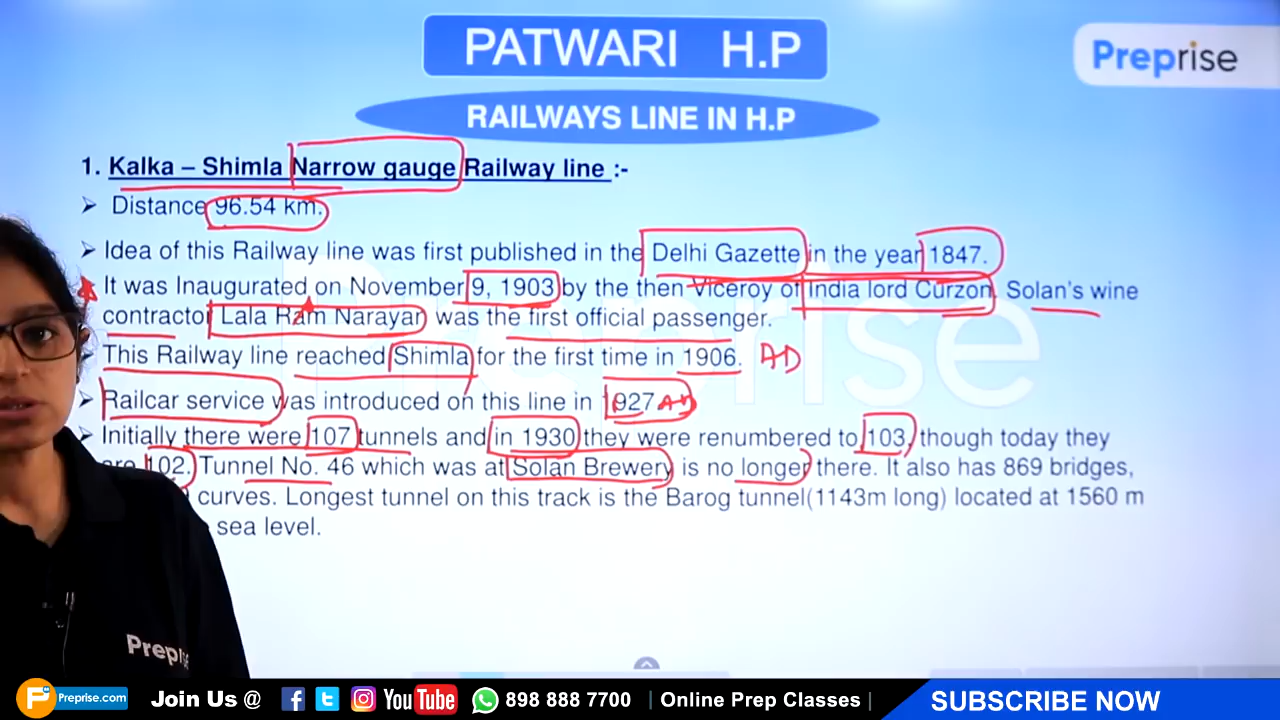 PATWARI H.P
Preprise
RAILWAYS LINE IN H.P
1. Kalka – Shimla Narrow gauge Railway line :-
➢ Distance 96.54 km.
➢ Idea of this Railway line was first published in the Delhi Gazette in the year 1847.
It was Inaugurated on November 9, 1903 by the then Viceroy of India lord Curzon. Solan's wine
contractor Lala Ram Narayan was the first official passenger.
➢ This Railway line reached Shimla for the first time in 1906. AD
➢ Railcar service was introduced on this line in 1927 AD
➢ Initially there were 107 tunnels and in 1930 they were renumbered to 103, though today they
102. Tunnel No. 46 which was at Solan Brewery is no longer there. It also has 869 bridges,
curves. Longest tunnel on this track is the Barog tunnel(1143m long) located at 1560 m
sea level.
Preprise
Preprise
Preprise.com Join Us @ YouTube 898 888 7700 | Online Prep Classes | SUBSCRIBE NOW